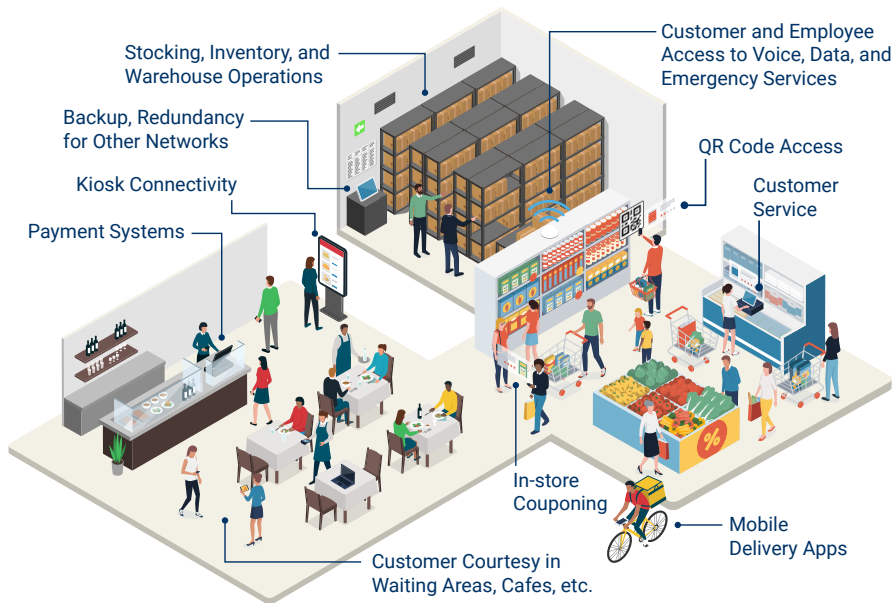 Stocking, Inventory, and
Warehouse Operations
Customer and Employee
Access to Voice, Data, and
Emergency Services
Backup, Redundancy
for Other Networks
QR Code Access
Kiosk Connectivity
Customer
Service
Payment Systems
%
In-store
Couponing
Mobile
Delivery Apps
Customer Courtesy in
Waiting Areas, Cafes, etc.